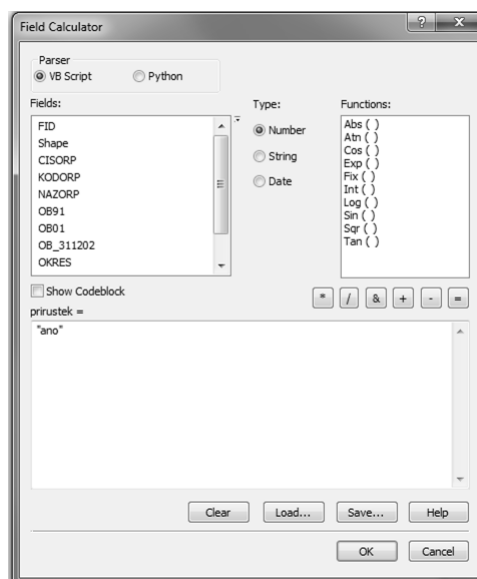 Field Calculator
Parser
VB Script
Python
Fields:
Type:
Functions:
FID
Shape
CISORP
KODORP
NAZORP
OB91
OB01
OB_311202
OKRES
Number
String
Date
Abs ( )
Atn ( )
Cos ( )
Exp ( )
Fix ( )
Int ( )
Log ( )
Sin ( )
Sqr ( )
Tan ( )
Show Codeblock
* / & + - =
prirustek =
"ano"
Clear
Load...
Save...
Help
OK
Cancel